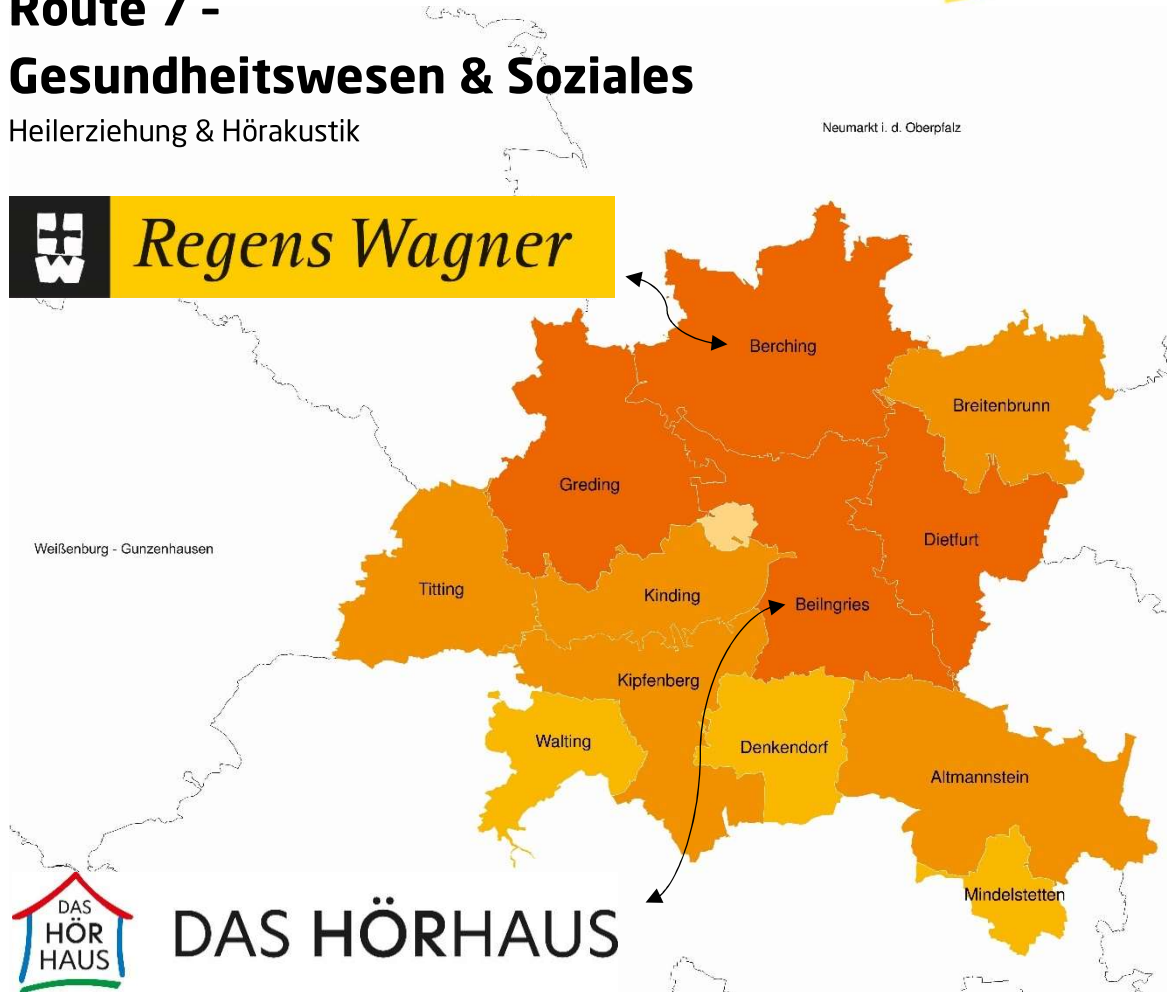 Route 7 –
Gesundheitswesen & Soziales
Heilerziehung & Hörakustik
Neumarkt i. d. Oberpfalz
Regens Wagner
Berching
Breitenbrunn
Greding
Dietfurt
Weißenburg - Gunzenhausen
Titting
Kinding
Beilngries
Kipfenberg
Walting
Denkendorf
Altmannstein
Mindelstetten
DAS
HÖR
HAUS
DAS HÖRHAUS